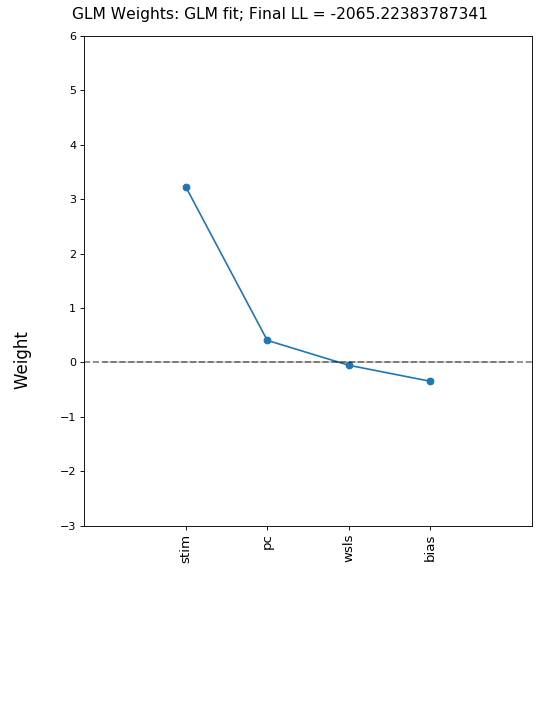 GLM Weights: GLM fit; Final LL = -2065.22383787341
6
5
4
3
2
1
0
−1
−2
−3
Weight
stim
pc
wsls
bias